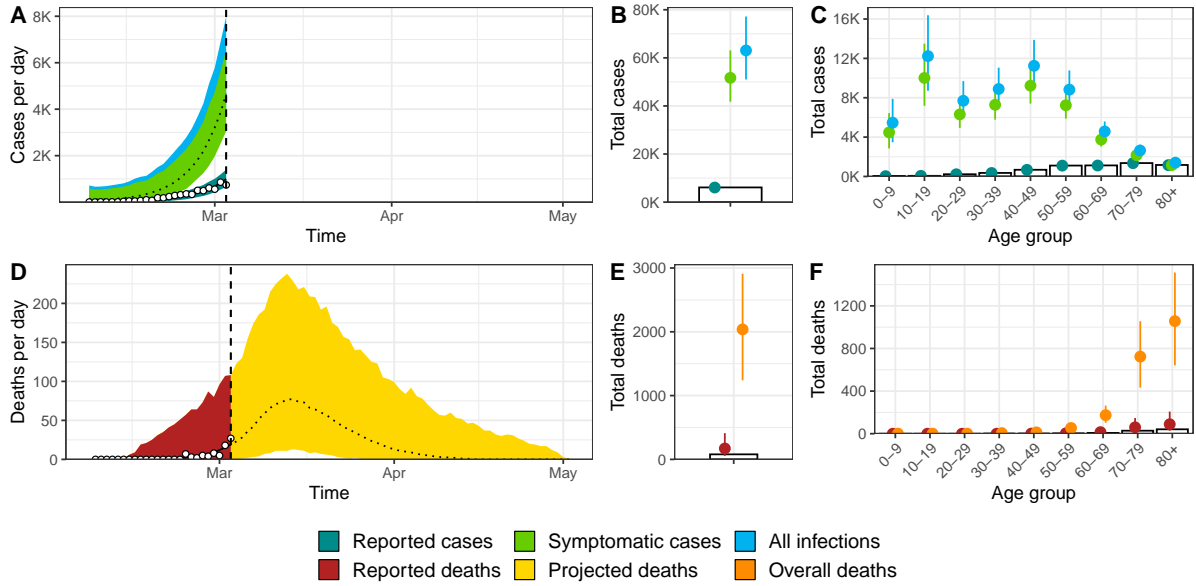 A
Cases per day
8K
6K
4K
2K
Mar
Apr
May
Time
B
Total cases
80K
60K
40K
20K
0K
C
Total cases
16K
12K
8K
4K
0K
0−9
10−19
20−29
30−39
40−49
50−59
60−69
70−79
80+
Age group
D
Deaths per day
200
150
100
50
0
Mar
Apr
May
Time
E
Total deaths
3000
2000
1000
0
F
Total deaths
1200
800
400
0
0−9
10−19
20−29
30−39
40−49
50−59
60−69
70−79
80+
Age group
Reported cases
Symptomatic cases
All infections
Reported deaths
Projected deaths
Overall deaths